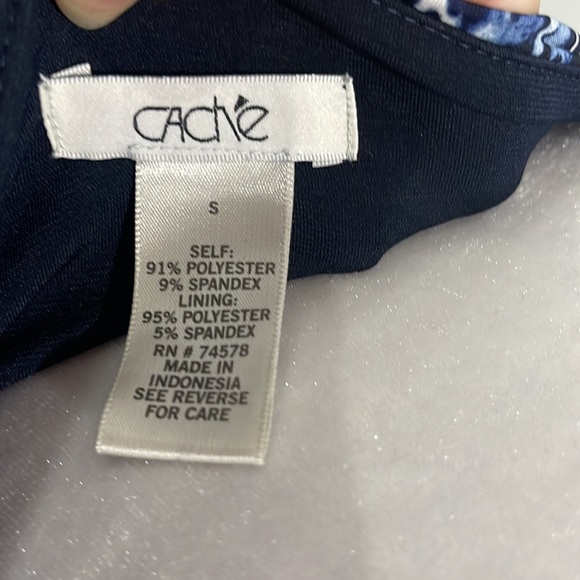 CAChé
S
SELF:
91% POLYESTER
9% SPANDEX
LINING:
95% POLYESTER
5% SPANDEX
RN # 74578
MADE IN
INDONESIA
SEE REVERSE
FOR CARE